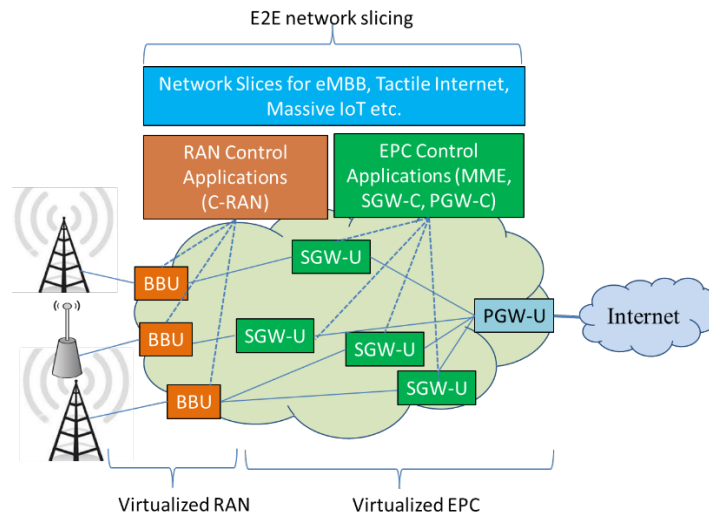 E2E network slicing
Network Slices for eMBB, Tactile Internet,
Massive IoT etc.
RAN Control
Applications
(C-RAN)
EPC Control
Applications (MME,
SGW-C, PGW-C)
SGW-U
BBU
PGW-U
Internet
BBU
SGW-U
SGW-U
SGW-U
BBU
Virtualized RAN
Virtualized EPC